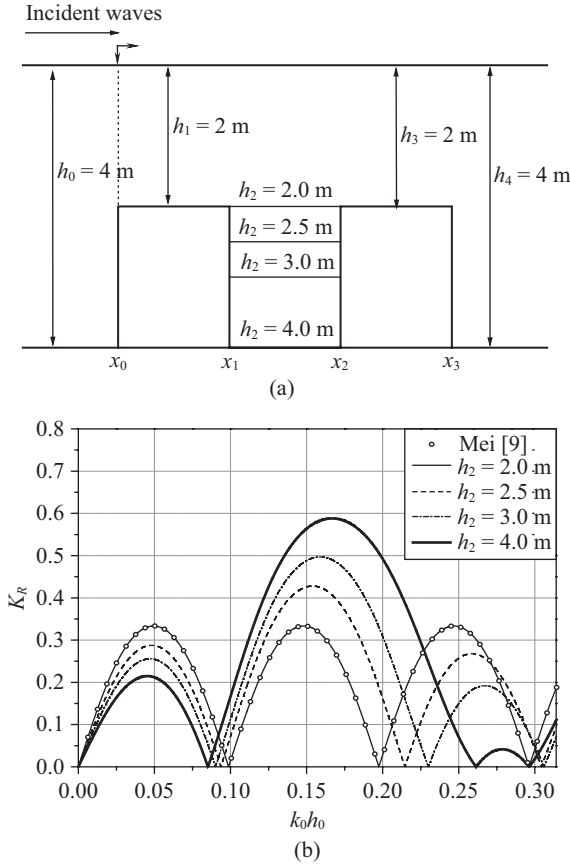 Incident waves
h₀ = 4 m
h₁ = 2 m
h₃ = 2 m
h₄ = 4 m
h₂ = 2.0 m
h₂ = 2.5 m
h₂ = 3.0 m
h₂ = 4.0 m
x₀ x₁ x₂ x₃
(a)
0.8
0.7
0.6
0.5
0.4
0.3
0.2
0.1
0.0
K_R
Mei [9]
h₂ = 2.0 m
h₂ = 2.5 m
h₂ = 3.0 m
h₂ = 4.0 m
0.00 0.05 0.10 0.15 0.20 0.25 0.30
k₀h₀
(b)